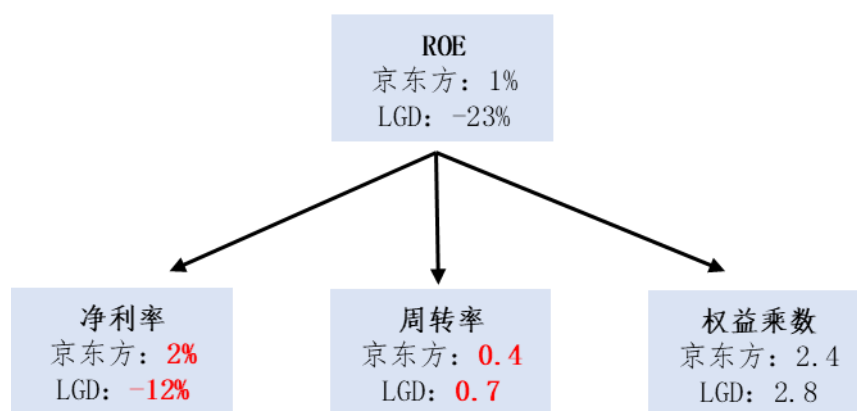 ROE
京东方: 1%
LGD: -23%
净利率
京东方: 2%
LGD: -12%
周转率
京东方: 0.4
LGD: 0.7
权益乘数
京东方: 2.4
LGD: 2.8